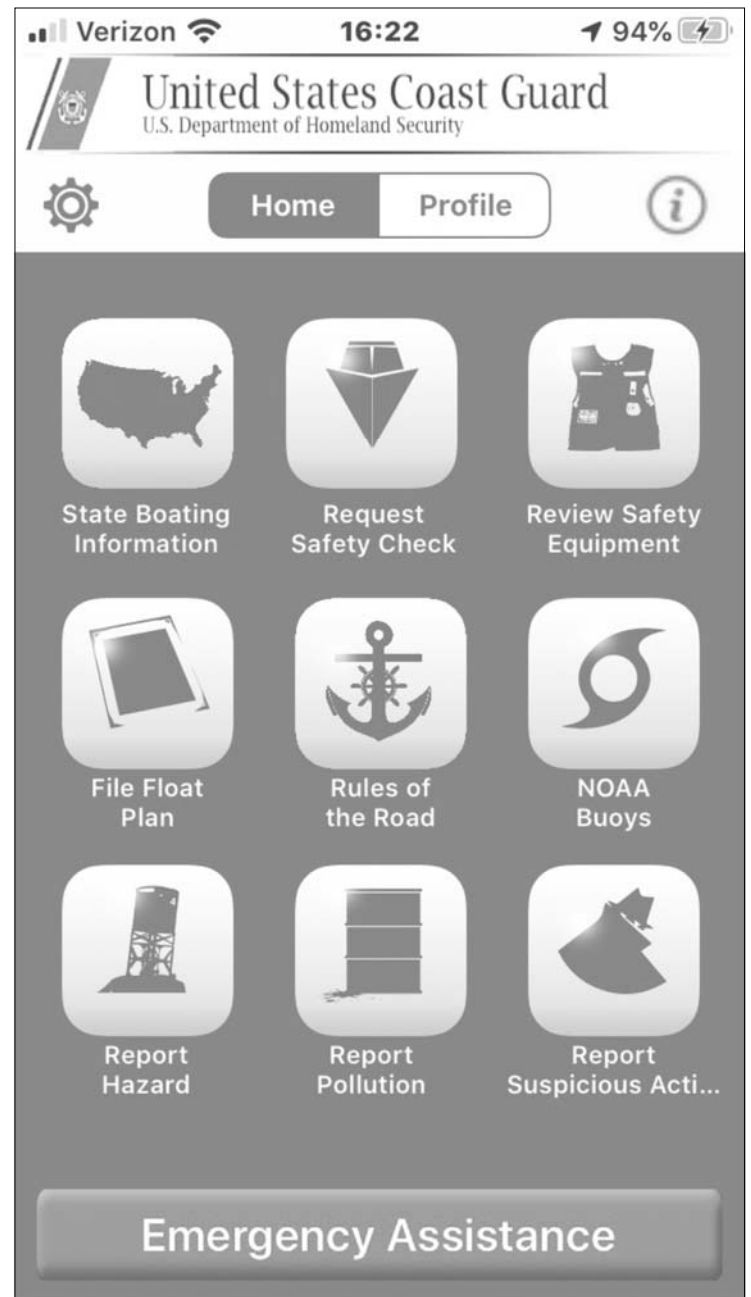 Verizon 16:22 94%
United States Coast Guard
U.S. Department of Homeland Security
Home Profile i
State Boating Information
Request Safety Check
Review Safety Equipment
File Float Plan
Rules of the Road
NOAA Buoys
Report Hazard
Report Pollution
Report Suspicious Acti...
Emergency Assistance